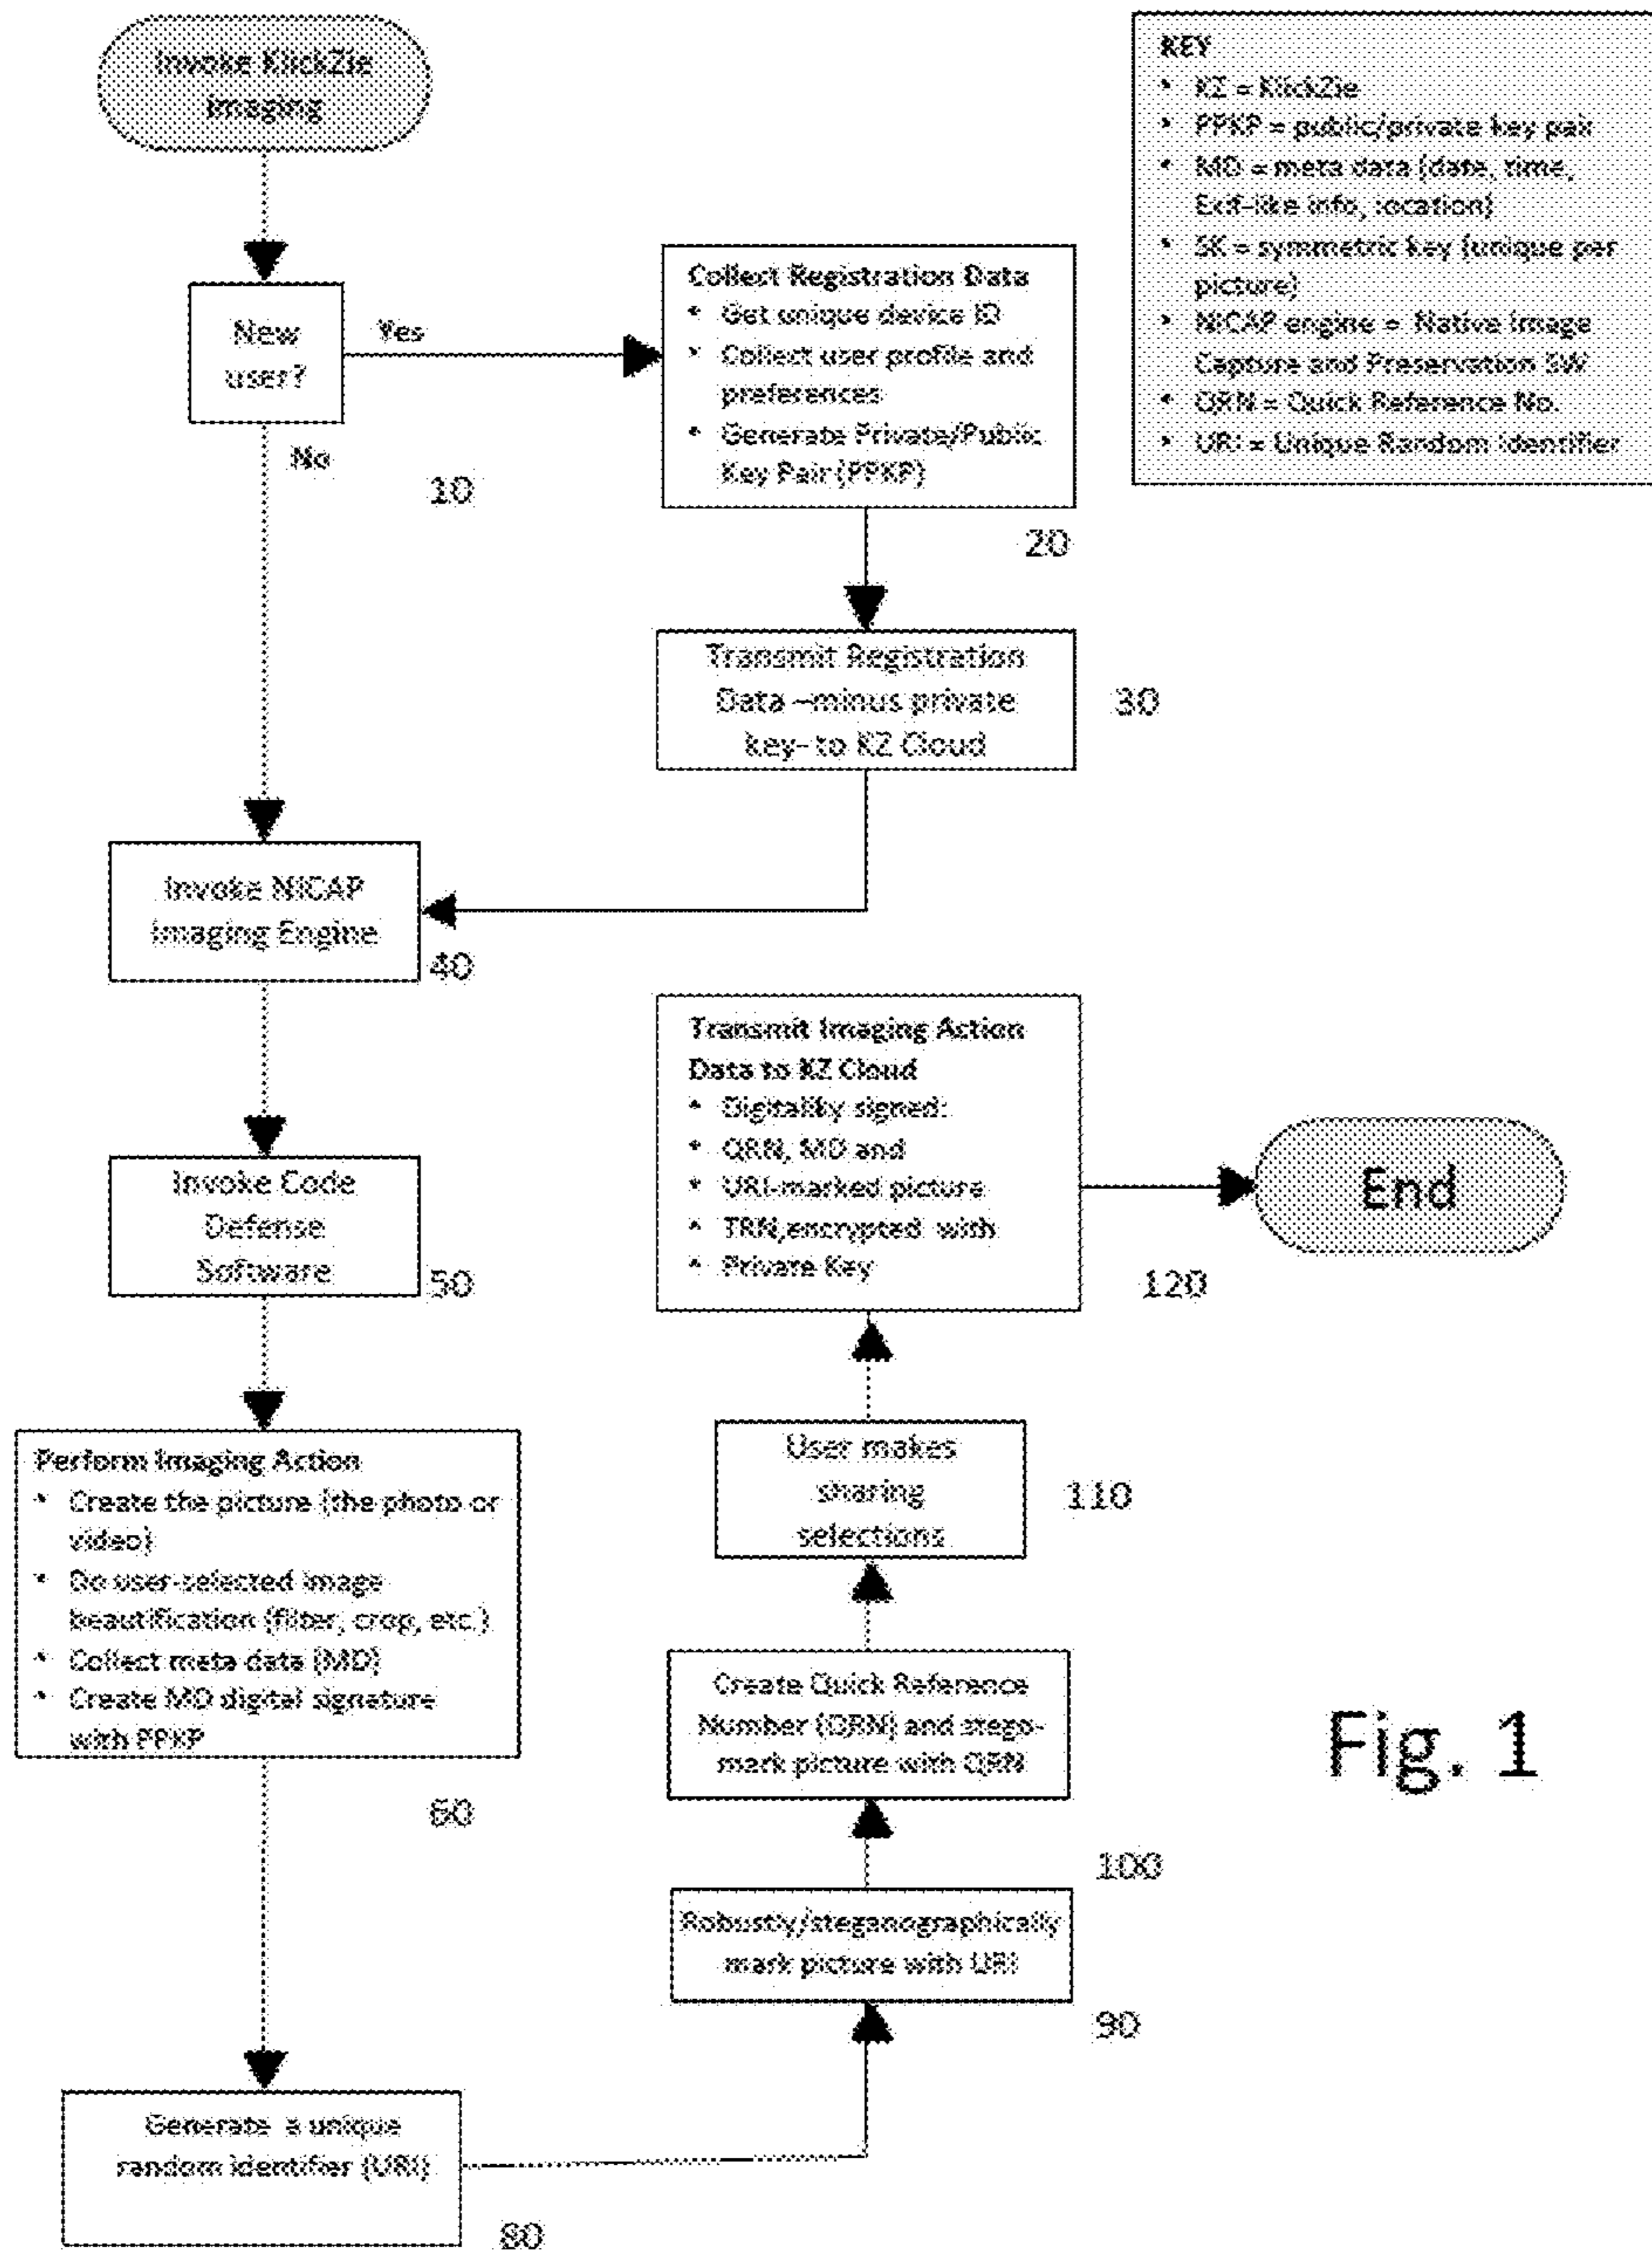 Invoke KlickZie
Imaging
KEY
• KZ = KlickZie
• PPKP = public/private key pair
• MD = meta data (date, time,
Exif-like info, location)
• SK = symmetric key (unique per
picture)
• NICAP engine = Native Image
Capture and Preservation SW
• QRN = Quick Reference No.
• URI = Unique Random Identifier
New
user?
Yes
No
10
Collect Registration Data
• Get unique device ID
• Collect user profile and
preferences
• Generate Private/Public
Key Pair (PPKP)
20
Transmit Registration
Data –minus private
key- to KZ Cloud
30
Invoke NICAP
Imaging Engine
40
Invoke Code
Defense
Software
50
Perform Imaging Action
• Create the picture (the photo or
video)
• Do user-selected image
beautification (filter, crop, etc.)
• Collect meta data (MD)
• Create MD digital signature
with PPKP
60
Generate a unique
random identifier (URI)
80
Robustly/steganographically
mark picture with URI
90
Create Quick Reference
Number (QRN) and stego-
mark picture with QRN
100
User makes
sharing
selections
110
Transmit Imaging Action
Data to KZ Cloud
• Digitally signed:
• QRN, MD and
• URI-marked picture
• TRN,encrypted with
• Private Key
120
End
Fig. 1